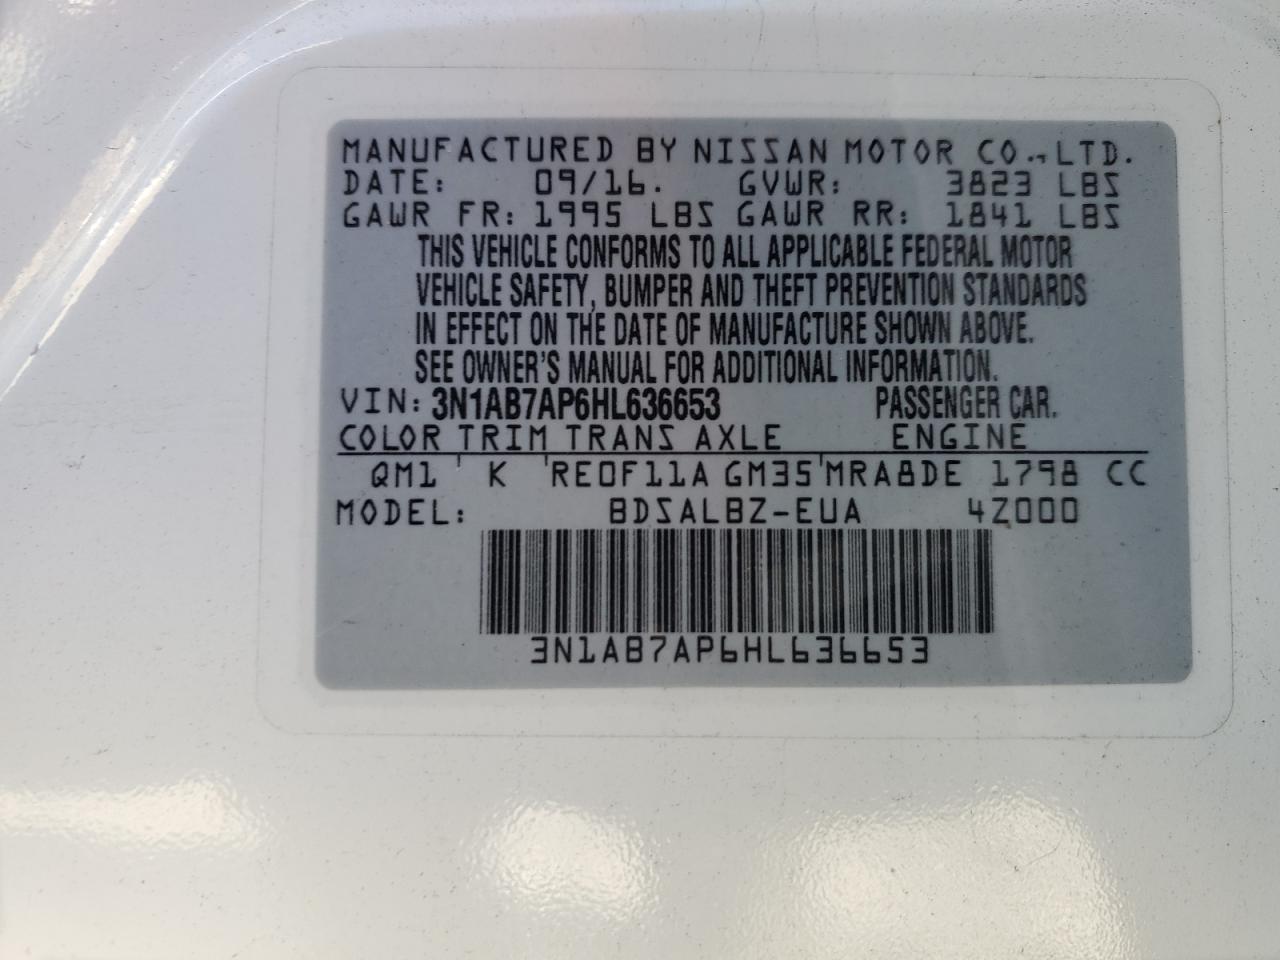 MANUFACTURED BY NISSAN MOTOR CO., LTD.
DATE: 09/16. GVWR: 3823 LBS
GAWR FR: 1995 LBS GAWR RR: 1841 LBS
THIS VEHICLE CONFORMS TO ALL APPLICABLE FEDERAL MOTOR
VEHICLE SAFETY, BUMPER AND THEFT PREVENTION STANDARDS
IN EFFECT ON THE DATE OF MANUFACTURE SHOWN ABOVE.
SEE OWNER'S MANUAL FOR ADDITIONAL INFORMATION.
VIN: 3N1AB7AP6HL636653 PASSENGER CAR.
COLOR TRIM TRANS AXLE ENGINE
QM1 K RE0F11A GM35 MRA8DE 1798 CC
MODEL: BDSALBZ-EUA 4Z000
3N1AB7AP6HL636653